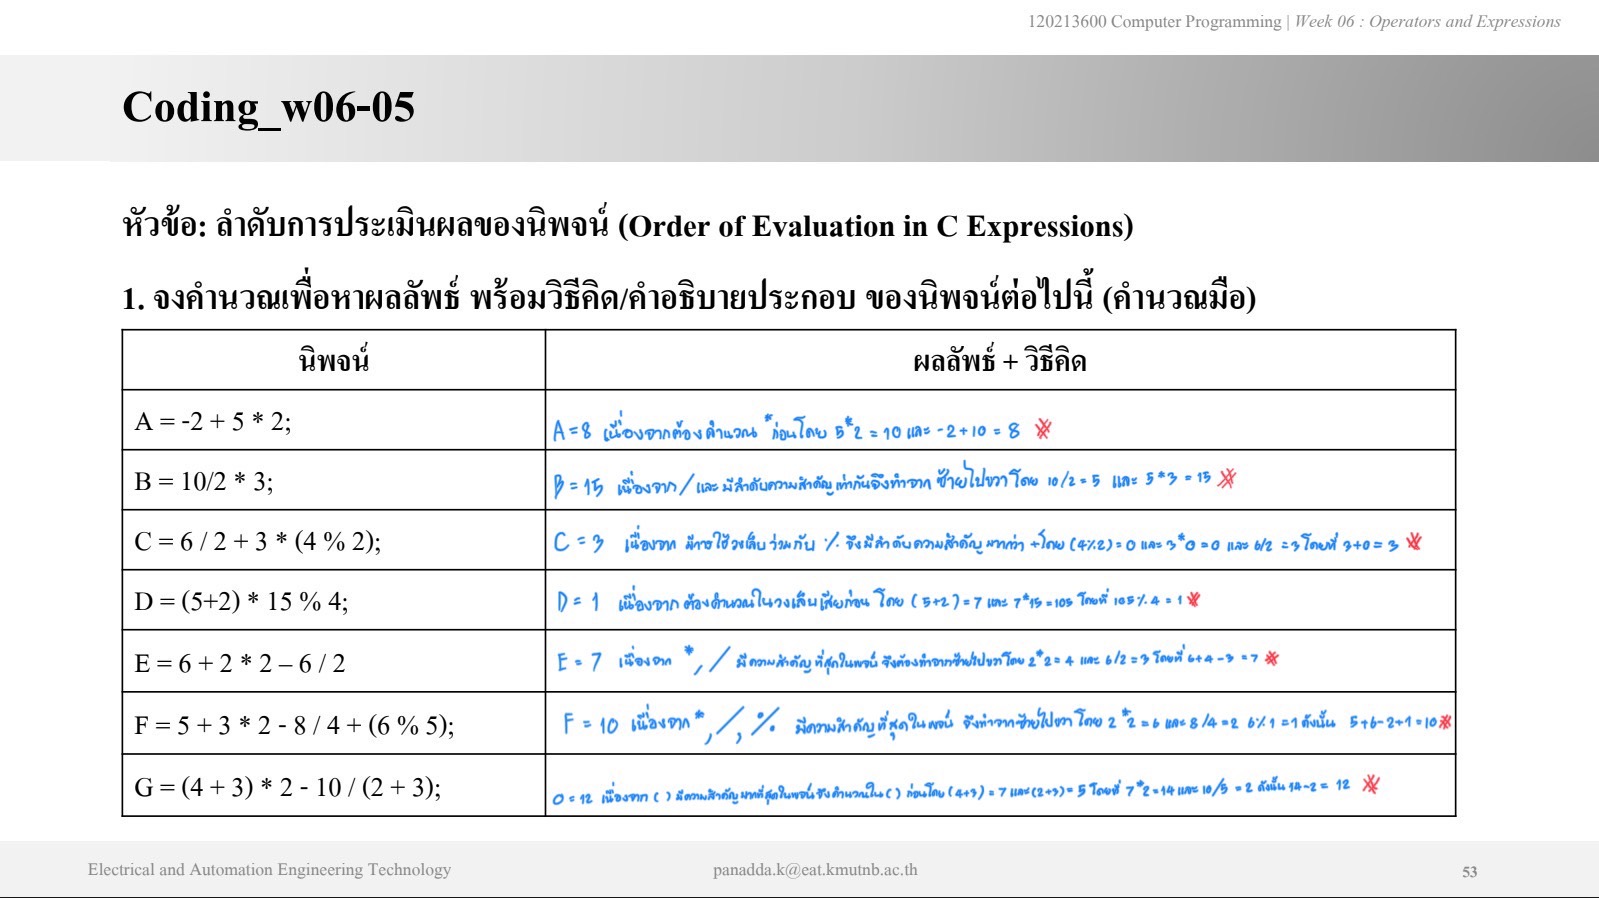 120213600 Computer Programming | Week 06 : Operators and Expressions
Coding_w06-05
หัวข้อ: ลำดับการประเมินผลของนิพจน์ (Order of Evaluation in C Expressions)
1. จงคำนวณเพื่อหาผลลัพธ์ พร้อมวิธีคิด/คำอธิบายประกอบ ของนิพจน์ต่อไปนี้ (คำนวณมือ)
นิพจน์ ผลลัพธ์ + วิธีคิด
A = -2 + 5 * 2; A=8 เนื่องจากต้องคำนวณ * ก่อนโดย 5*2 = 10 และ -2+10 = 8
B = 10/2 * 3; B = 15 เนื่องจาก / และ มีลำดับความสำคัญเท่ากันจึงทำจาก ซ้ายไปขวา โดย 10/2 = 5 และ 5*3 = 15
C = 6 / 2 + 3 * (4 % 2); C = 3 เนื่องจาก มีการใช้วงเล็บ ร่วมกับ % จึงมีลำดับความสำคัญมากกว่า + โดย (4%2) = 0 และ 3*0 = 0 และ 6/2 = 3 โดยที่ 3+0 = 3
D = (5+2) * 15 % 4; D = 1 เนื่องจาก ต้องคำนวณในวงเล็บเสียก่อน โดย (5+2) = 7 และ 7*15 = 105 โดยที่ 105%4 = 1
E = 6 + 2 * 2 – 6 / 2 E = 7 เนื่องจาก *, / มีความสำคัญที่สุดในพจน์ จึงต้องทำจากซ้ายไปขวา โดย 2*2 = 4 และ 6/2 = 3 โดยที่ 6+4-3 = 7
F = 5 + 3 * 2 - 8 / 4 + (6 % 5); F = 10 เนื่องจาก *, /, % มีความสำคัญที่สุดในพจน์ จึงทำจากซ้ายไปขวา โดย 2*2 = 6 และ 8/4 = 2 6%1 = 1 ดังนั้น 5+6-2+1 = 10
G = (4 + 3) * 2 - 10 / (2 + 3); 0 = 12 เนื่องจาก ( ) มีความสำคัญมากที่สุดในพจน์ จึงคำนวณใน ( ) ก่อนโดย (4+3) = 7 และ (2+3) = 5 โดยที่ 7*2 = 14 และ 10/5 = 2 ดังนั้น 14-2 = 12
Electrical and Automation Engineering Technology panadda.k@eat.kmutnb.ac.th 53